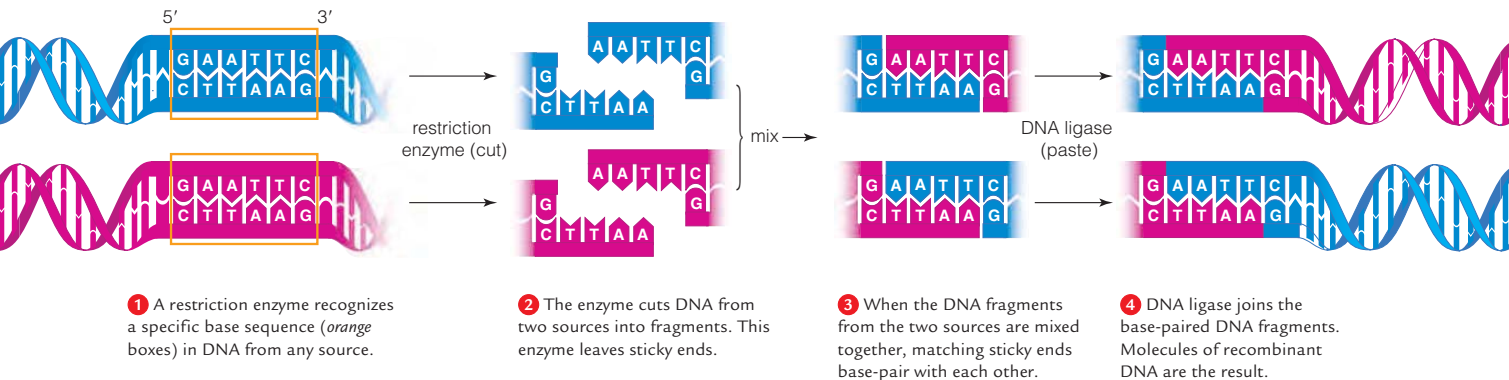 5′ 3′
G A A T T C
C T T A A G
G A A T T C
C T T A A G
restriction
enzyme (cut)
A A T T C
G
G
C T T A A
A A T T C
G
G
C T T A A
mix
G A A T T C
C T T A A G
G A A T T C
C T T A A G
DNA ligase
(paste)
G A A T T C
C T T A A G
G A A T T C
C T T A A G
1 A restriction enzyme recognizes
a specific base sequence (orange
boxes) in DNA from any source.
2 The enzyme cuts DNA from
two sources into fragments. This
enzyme leaves sticky ends.
3 When the DNA fragments
from the two sources are mixed
together, matching sticky ends
base-pair with each other.
4 DNA ligase joins the
base-paired DNA fragments.
Molecules of recombinant
DNA are the result.